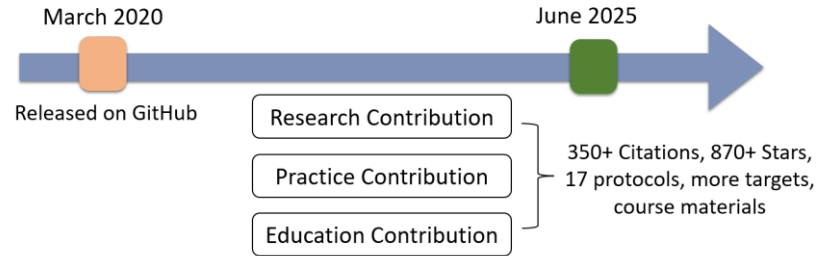 March 2020
June 2025
Released on GitHub
Research Contribution
Practice Contribution
Education Contribution
350+ Citations, 870+ Stars,
17 protocols, more targets,
course materials